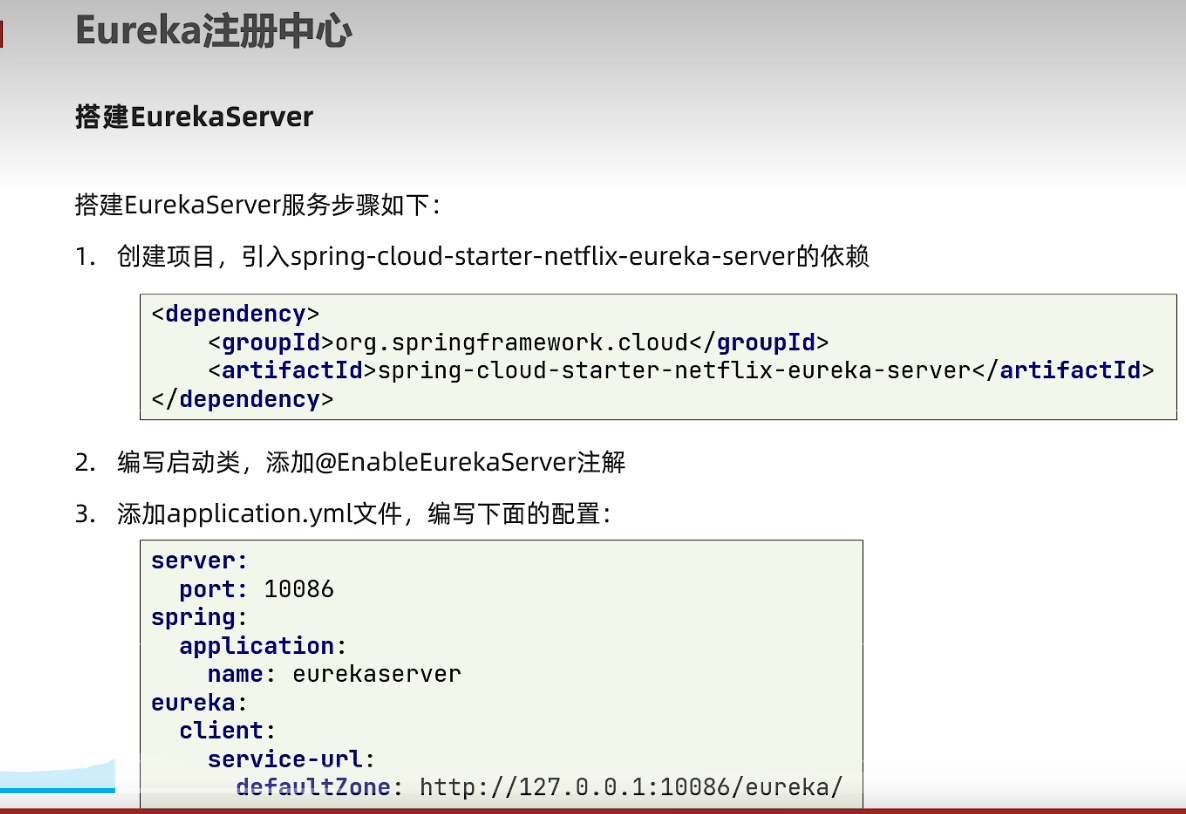 Eureka注册中心
搭建EurekaServer
搭建EurekaServer服务步骤如下：
1. 创建项目，引入spring-cloud-starter-netflix-eureka-server的依赖
<dependency>
    <groupId>org.springframework.cloud</groupId>
    <artifactId>spring-cloud-starter-netflix-eureka-server</artifactId>
</dependency>
2. 编写启动类，添加@EnableEurekaServer注解
3. 添加application.yml文件，编写下面的配置：
server:
  port: 10086
spring:
  application:
    name: eurekaserver
eureka:
  client:
    service-url:
      defaultZone: http://127.0.0.1:10086/eureka/